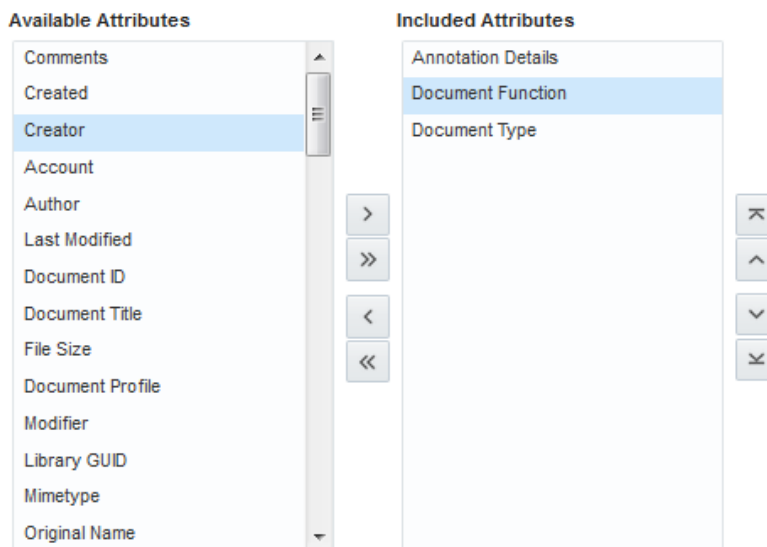 Available Attributes
Comments
Created
Creator
Account
Author
Last Modified
Document ID
Document Title
File Size
Document Profile
Modifier
Library GUID
Mimetype
Original Name
Included Attributes
Annotation Details
Document Function
Document Type